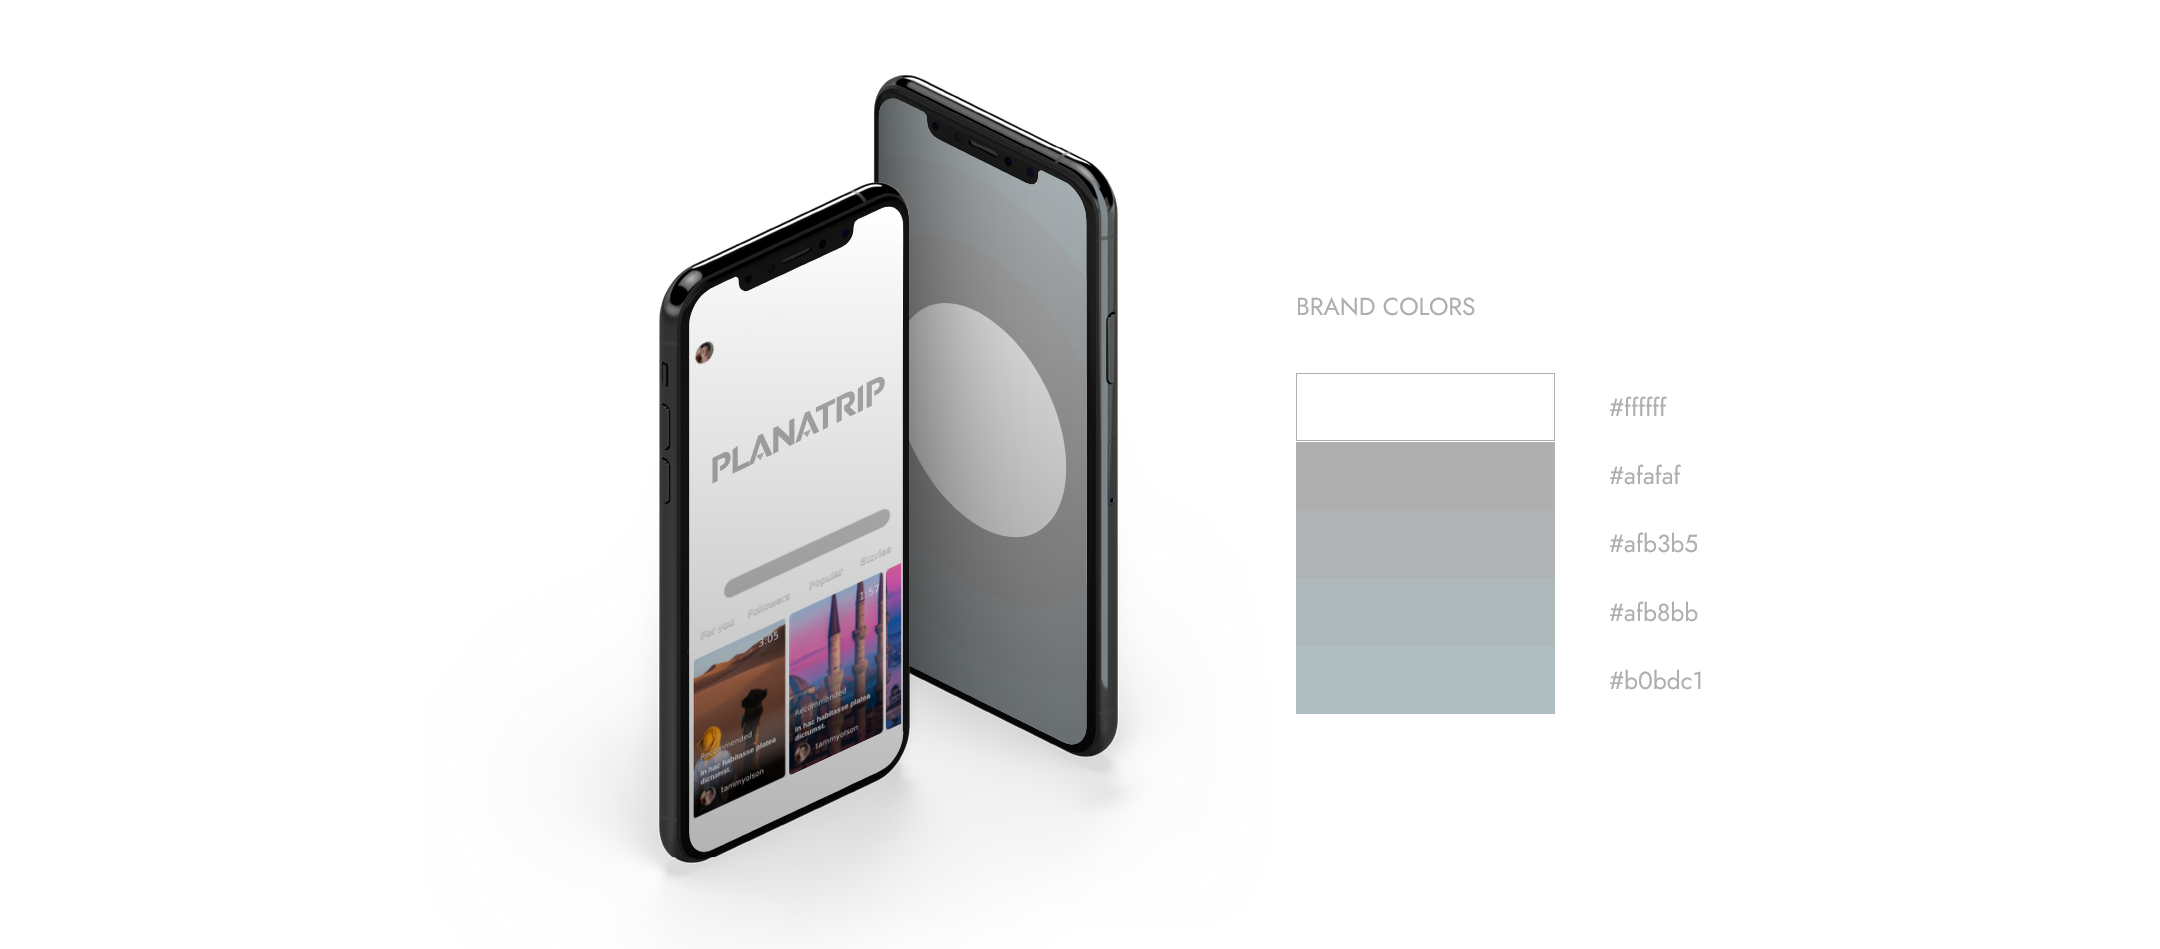 PLANATRIP
For you
Followers
Popular
Stories
3:05
Recommended
In hac habitasse platea
dictumst.
tammyolson
1:57
Recommended
In hac habitasse platea
dictumst.
tammyolson
BRAND COLORS
#ffffff
#afafaf
#afb3b5
#afb8bb
#b0bdc1